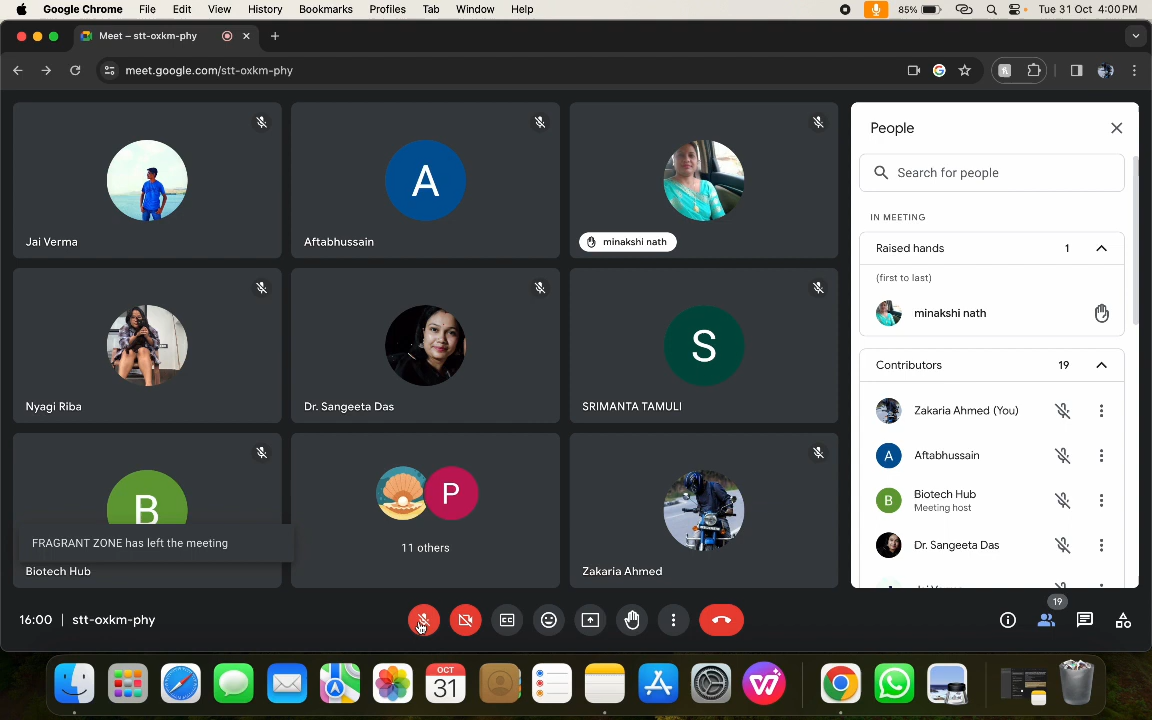 Google Chrome File Edit View History Bookmarks Profiles Tab Window Help 85% Tue 31 Oct 4:00 PM
Meet – stt-oxkm-phy
meet.google.com/stt-oxkm-phy
Jai Verma
A
Aftabhussain
minakshi nath
Nyagi Riba
Dr. Sangeeta Das
S
SRIMANTA TAMULI
B
FRAGRANT ZONE has left the meeting
Biotech Hub
P
11 others
Zakaria Ahmed
People
Search for people
IN MEETING
Raised hands 1
(first to last)
minakshi nath
Contributors 19
Zakaria Ahmed (You)
A Aftabhussain
B Biotech Hub
Meeting host
Dr. Sangeeta Das
16:00 | stt-oxkm-phy
CC
19
OCT
31